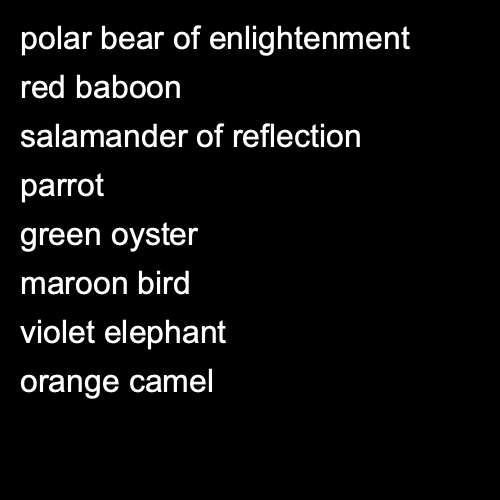 polar bear of enlightenment
red baboon
salamander of reflection
parrot
green oyster
maroon bird
violet elephant
orange camel